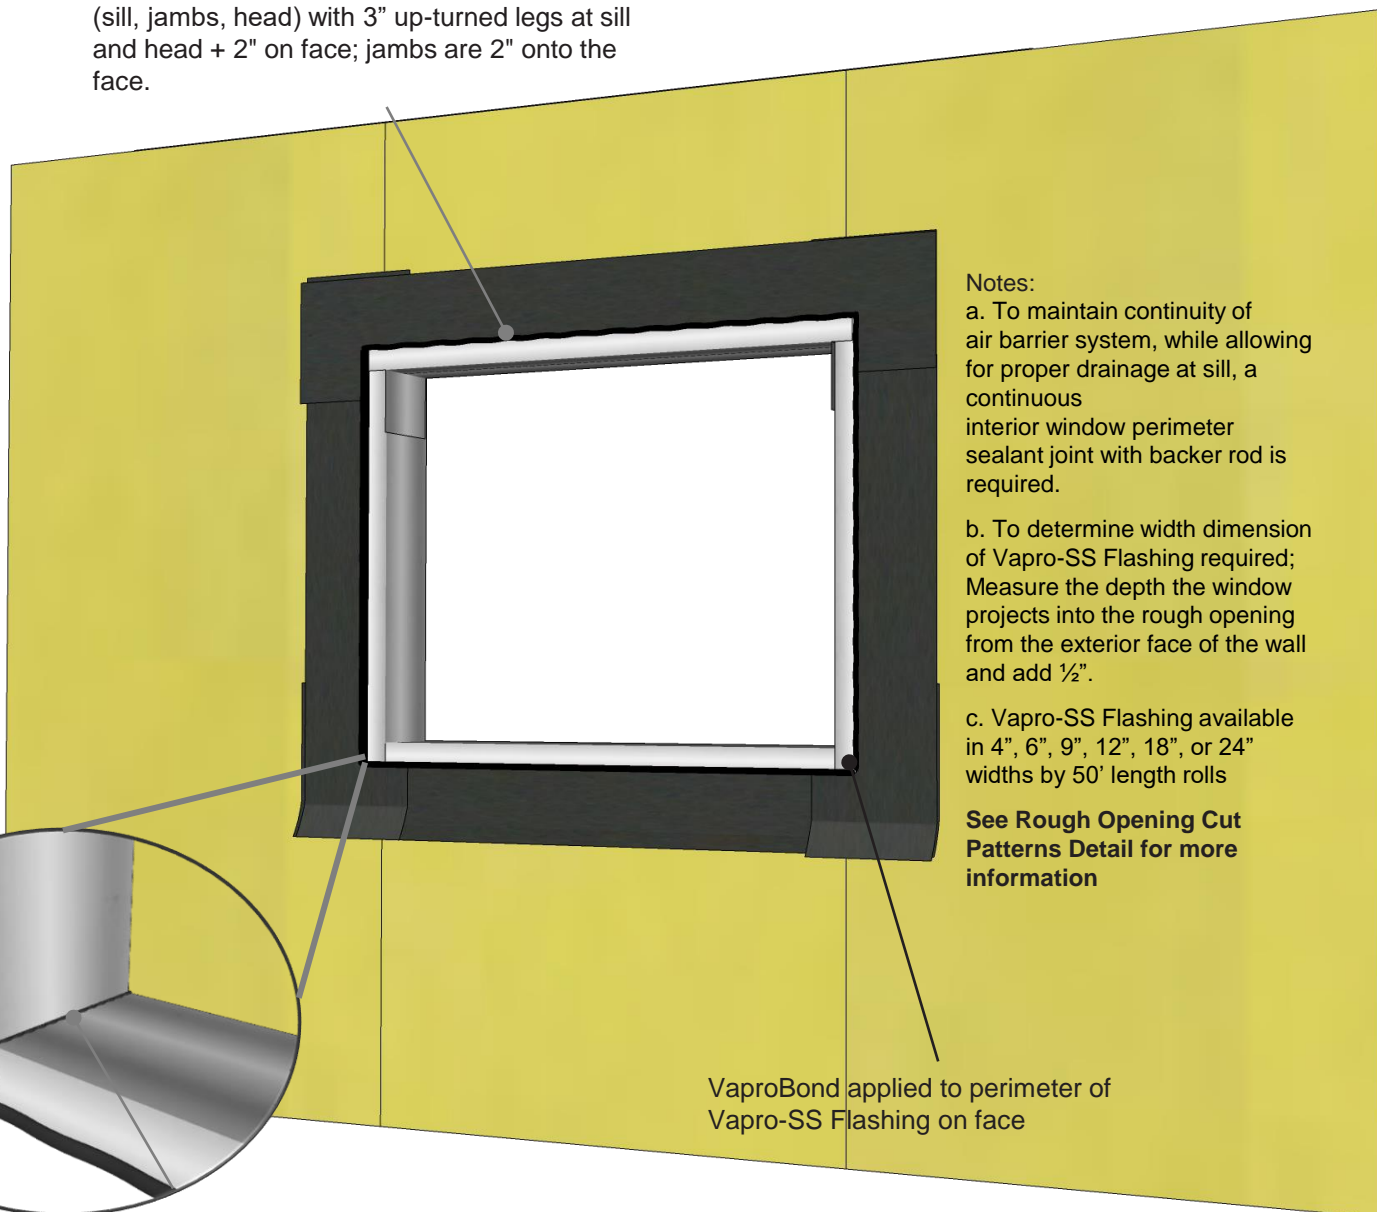 (sill, jambs, head) with 3” up-turned legs at sill
and head + 2" on face; jambs are 2" onto the
face.
Notes:
a. To maintain continuity of
air barrier system, while allowing
for proper drainage at sill, a
continuous
interior window perimeter
sealant joint with backer rod is
required.
b. To determine width dimension
of Vapro-SS Flashing required;
Measure the depth the window
projects into the rough opening
from the exterior face of the wall
and add ½”.
c. Vapro-SS Flashing available
in 4”, 6”, 9”, 12”, 18”, or 24”
widths by 50’ length rolls
See Rough Opening Cut
Patterns Detail for more
information
VaproBond applied to perimeter of
Vapro-SS Flashing on face